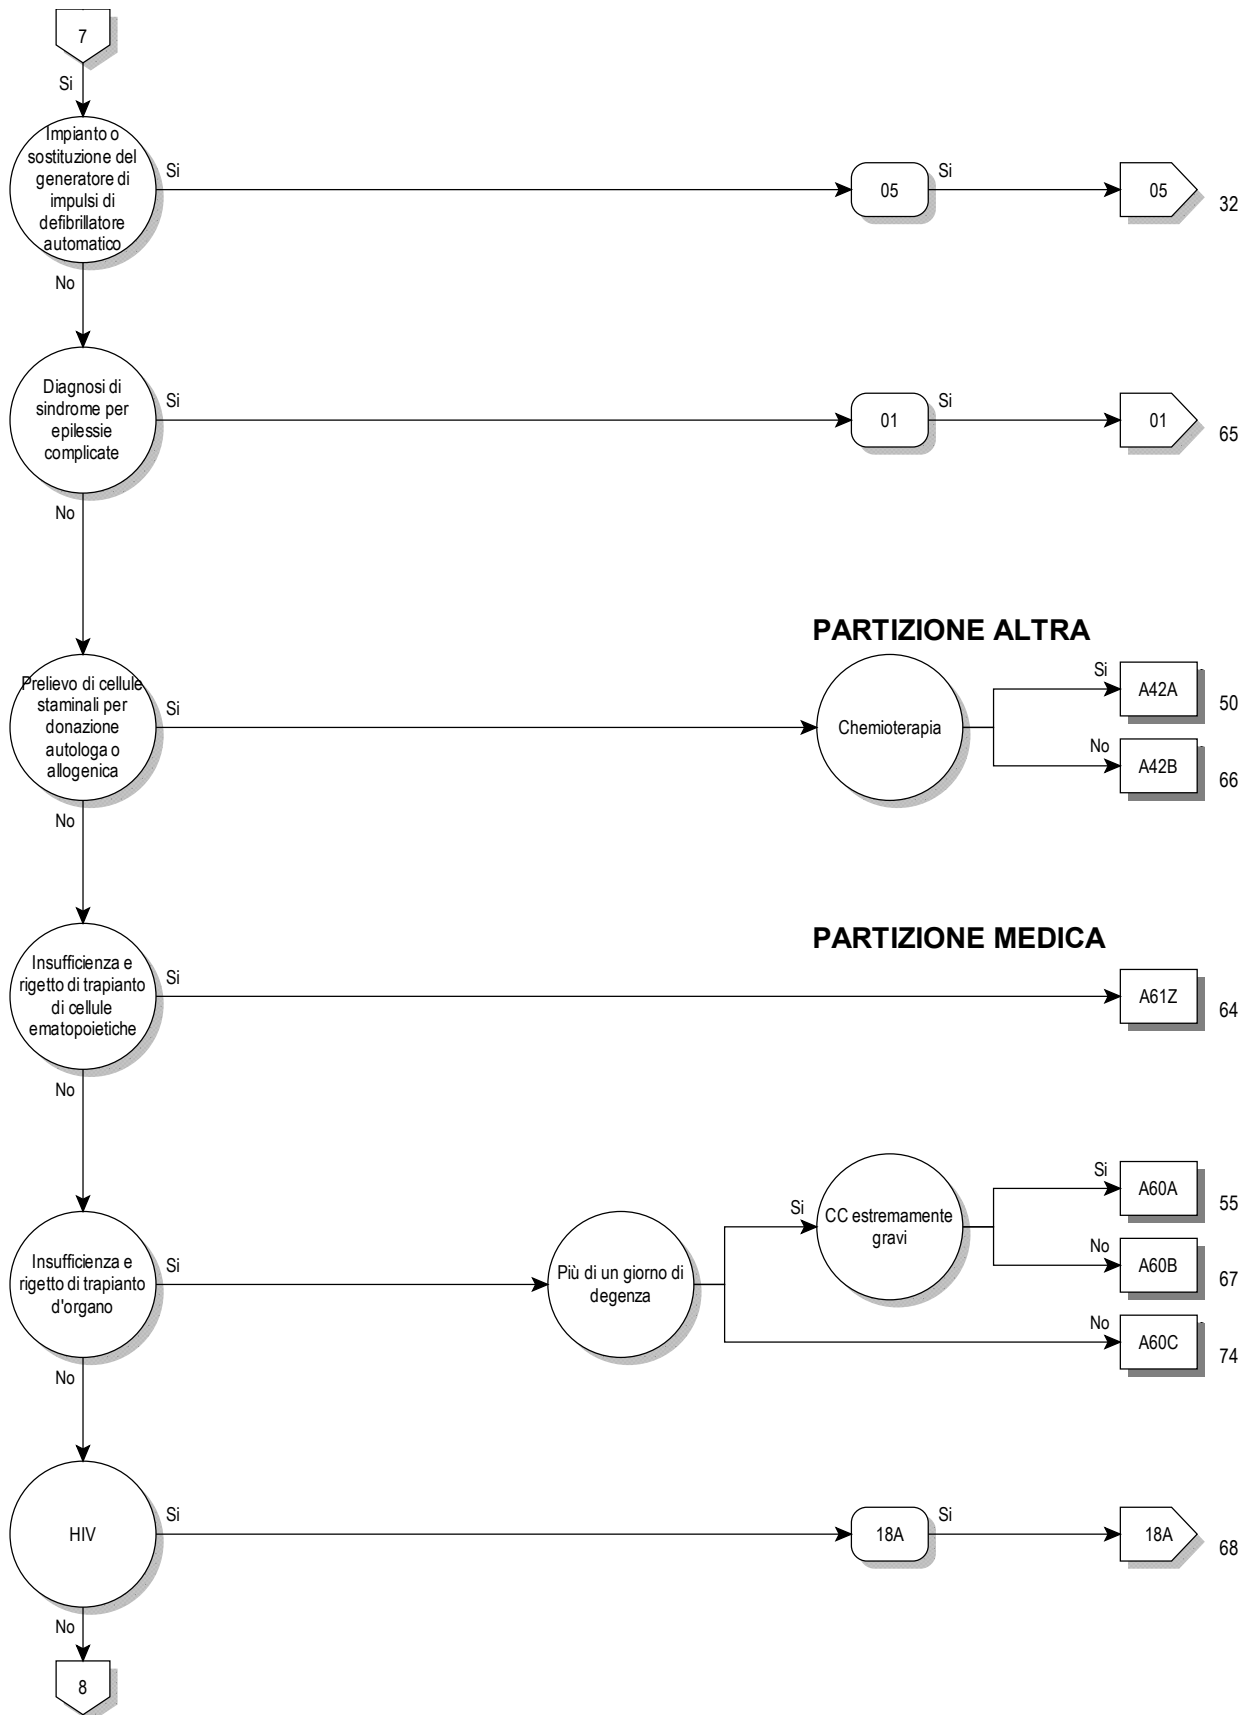 7
Si
Impianto o
sostituzione del
generatore di
impulsi di
defibrillatore
automatico
Si
05
Si
05
32
No
Diagnosi di
sindrome per
epilessie
complicate
Si
01
Si
01
65
No
PARTIZIONE ALTRA
Prelievo di cellule
staminali per
donazione
autologa o
allogenica
Si
Chemioterapia
Si
A42A
50
No
A42B
66
No
PARTIZIONE MEDICA
Insufficienza e
rigetto di trapianto
di cellule
ematopoietiche
Si
A61Z
64
No
Insufficienza e
rigetto di trapianto
d'organo
Si
Più di un giorno di
degenza
Si
CC estremamente
gravi
Si
A60A
55
No
A60B
67
No
A60C
74
No
HIV
Si
18A
Si
18A
68
No
8